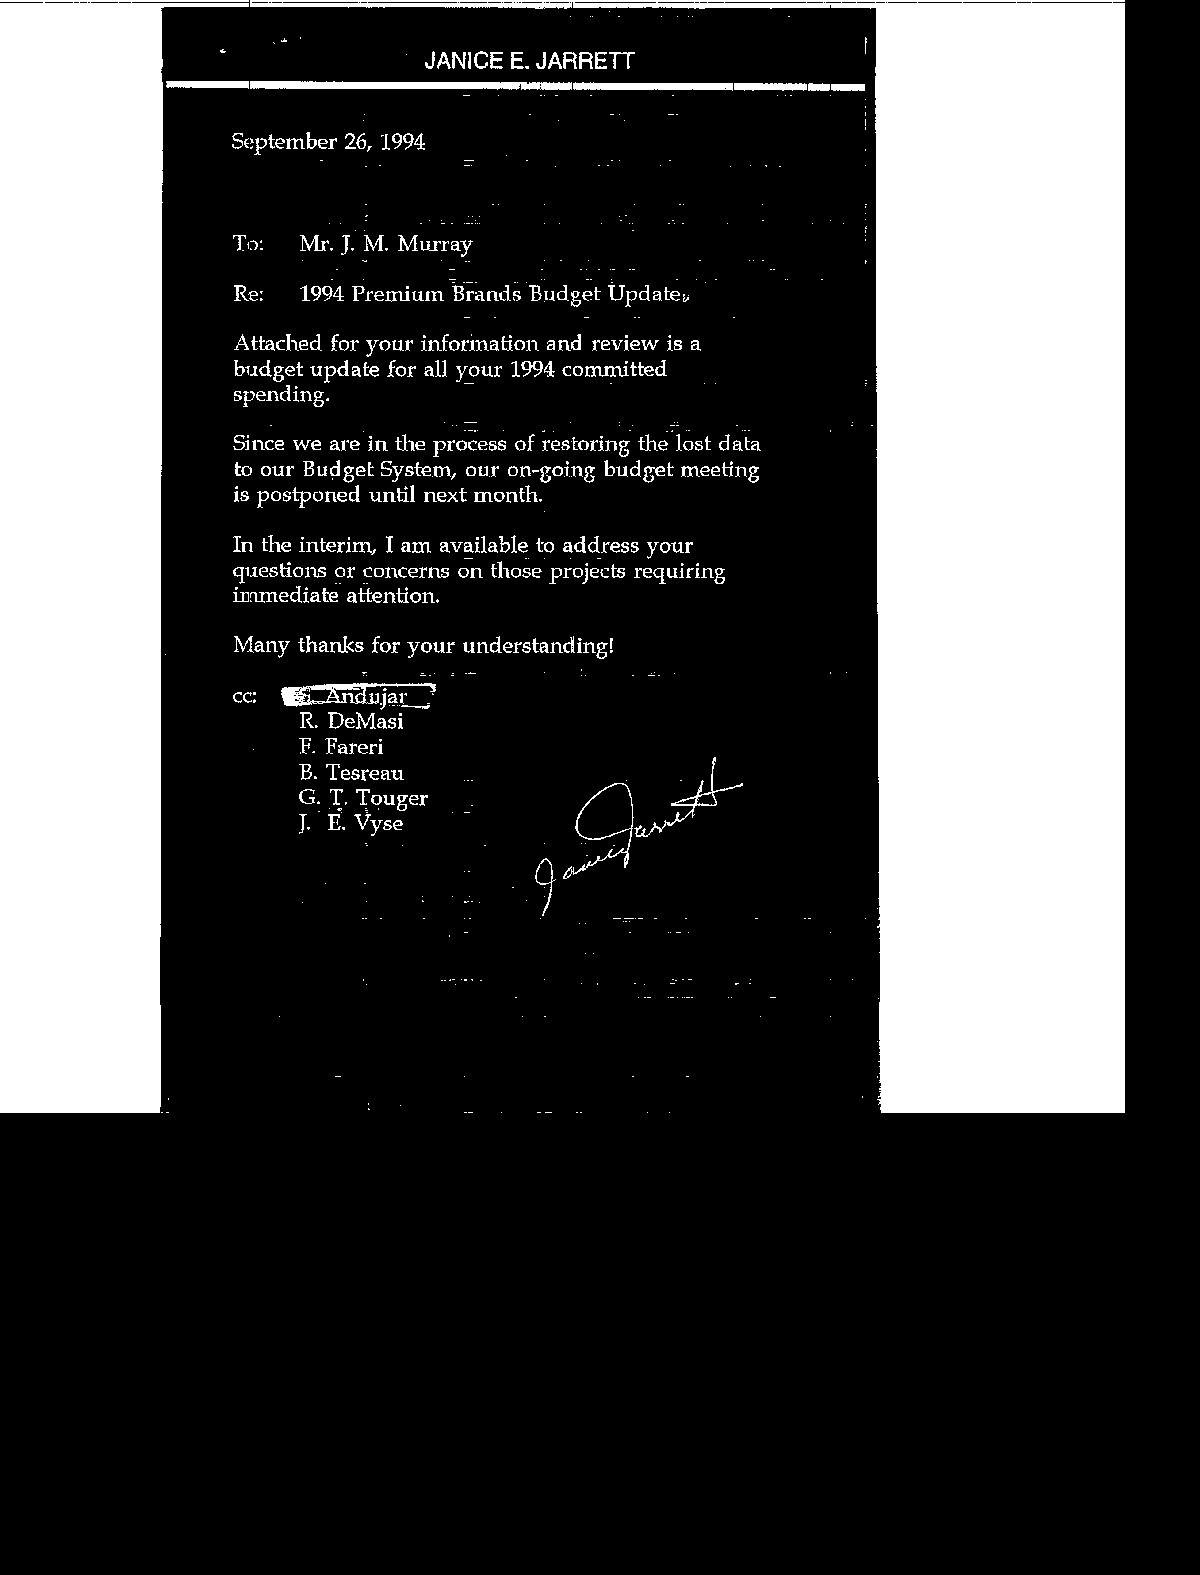 JANICE E. JARRETT
September 26, 1994
To: Mr. J. M. Murray
Re: 1994 Premium Brands Budget Update
Attached for your information and review is a
budget update for all your 1994 committed
spending.
Since we are in the process of restoring the lost data
to our Budget System, our on-going budget meeting
is postponed until next month.
In the interim, I am available to address your
questions or concerns on those projects requiring
immediate attention.
Many thanks for your understanding!
cc: Andujar
R. DeMasi
F. Fareri
B. Tesreau
G. T. Touger
J. E. Vyse
Janice Jarrett